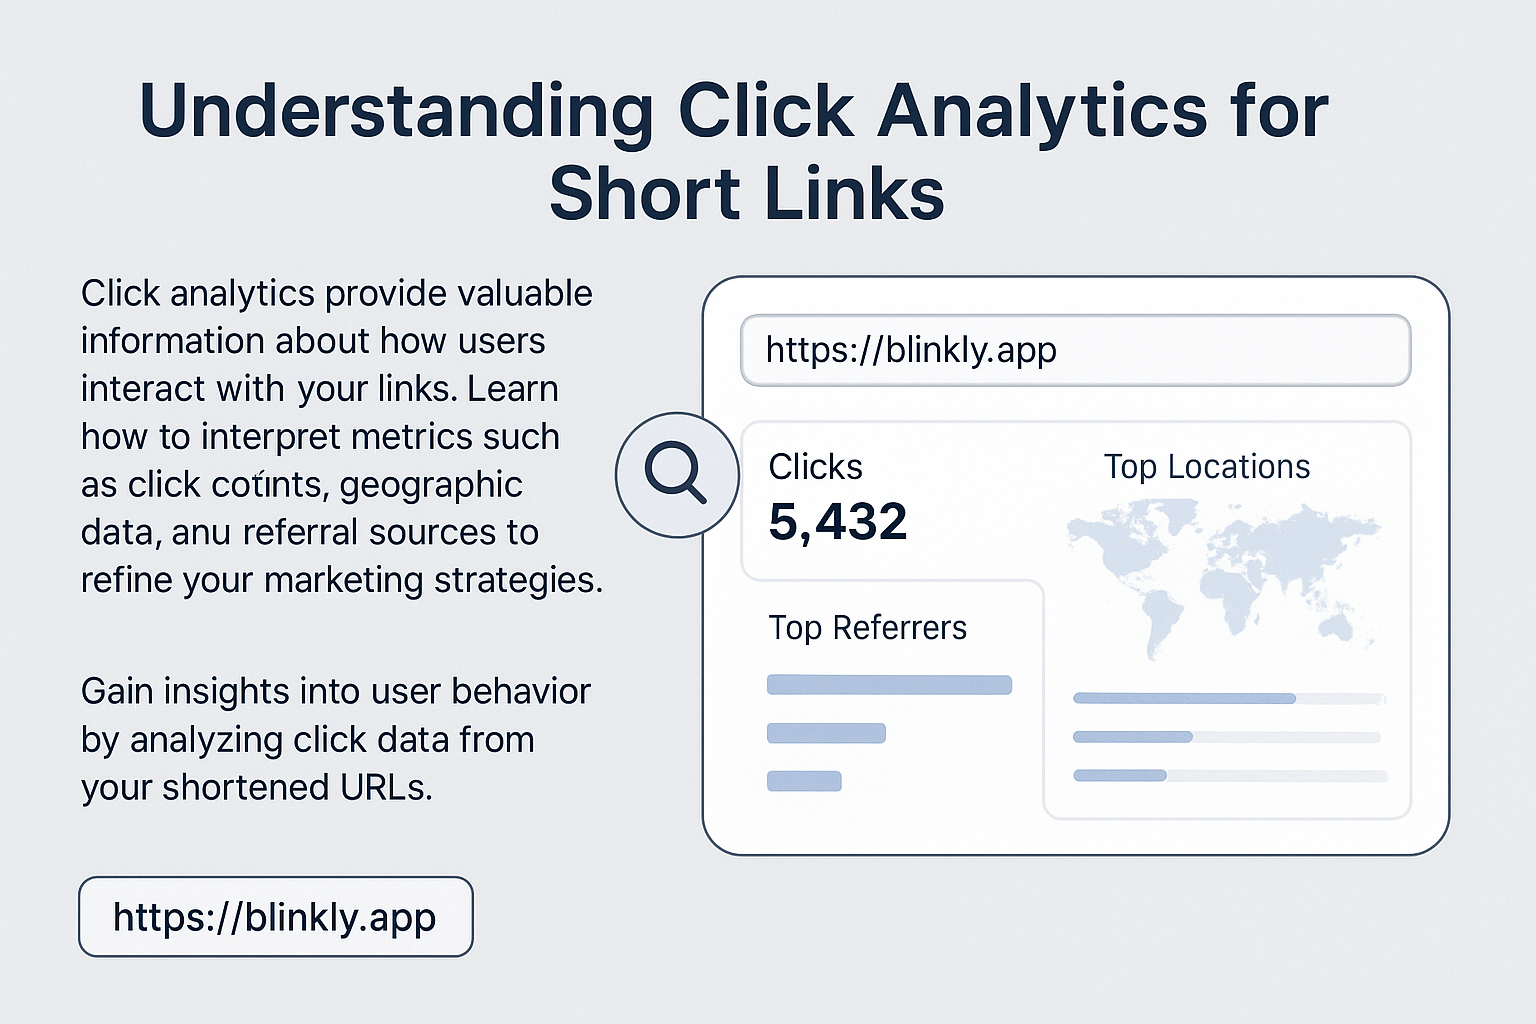 Understanding Click Analytics for
Short Links
Click analytics provide valuable
information about how users
interact with your links. Learn
how to interpret metrics such
as click cotínts, geographic
data, anu referral sources to
refine your marketing strategies.
Gain insights into user behavior
by analyzing click data from
your shortened URLs.
https://blinkly.app
https://blinkly.app
Clicks
5,432
Top Locations
Top Referrers